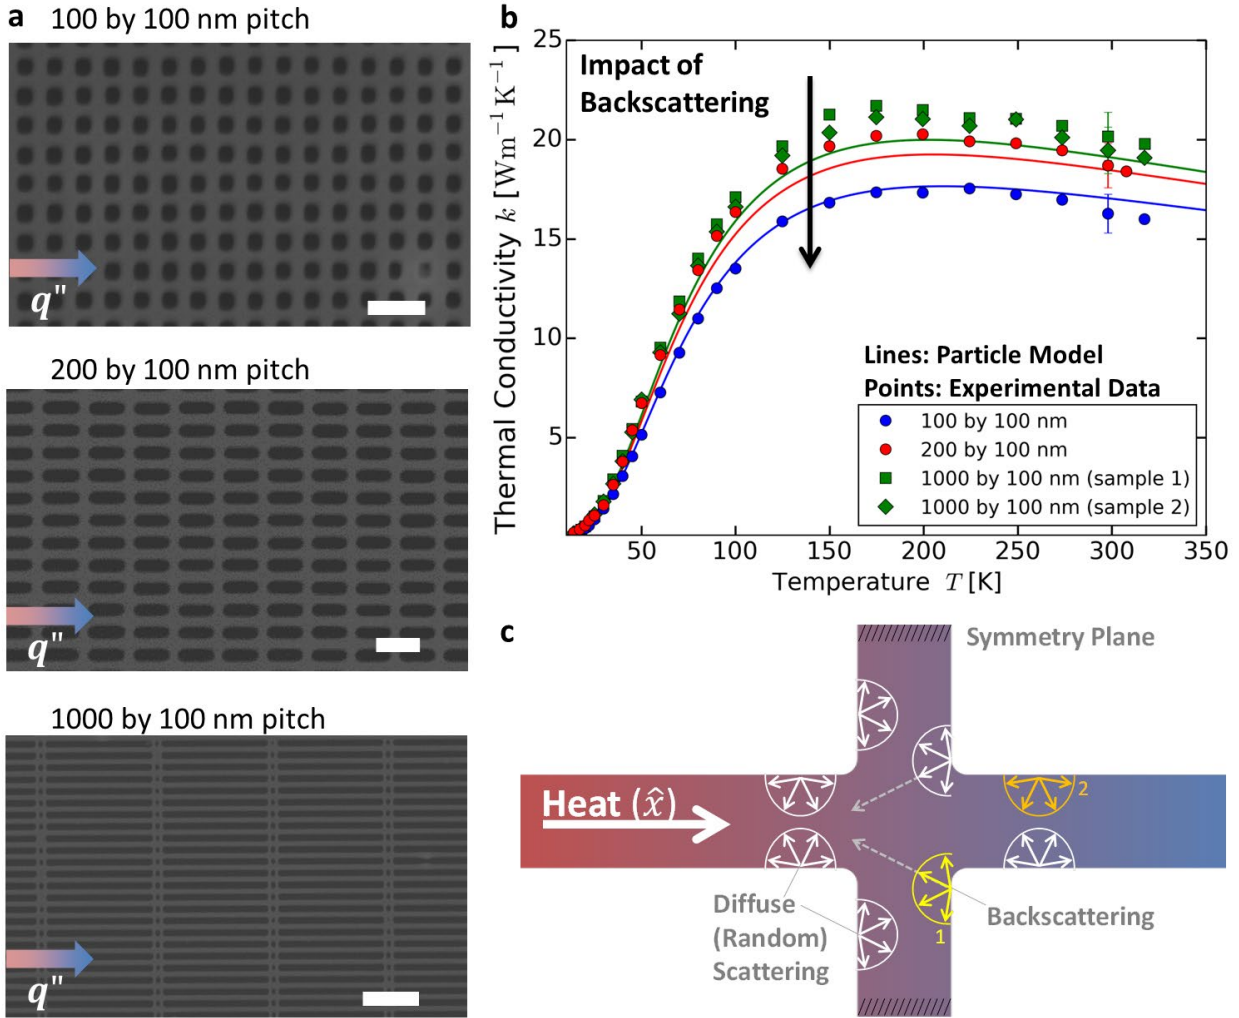 a
100 by 100 nm pitch
q"
200 by 100 nm pitch
q"
1000 by 100 nm pitch
q"
b
25
20
15
10
5
Thermal Conductivity k [Wm⁻¹K⁻¹]
Impact of
Backscattering
Lines: Particle Model
Points: Experimental Data
100 by 100 nm
200 by 100 nm
1000 by 100 nm (sample 1)
1000 by 100 nm (sample 2)
50 100 150 200 250 300 350
Temperature T [K]
c
Symmetry Plane
Heat (x̂)
2
Diffuse
(Random)
Scattering
1
Backscattering